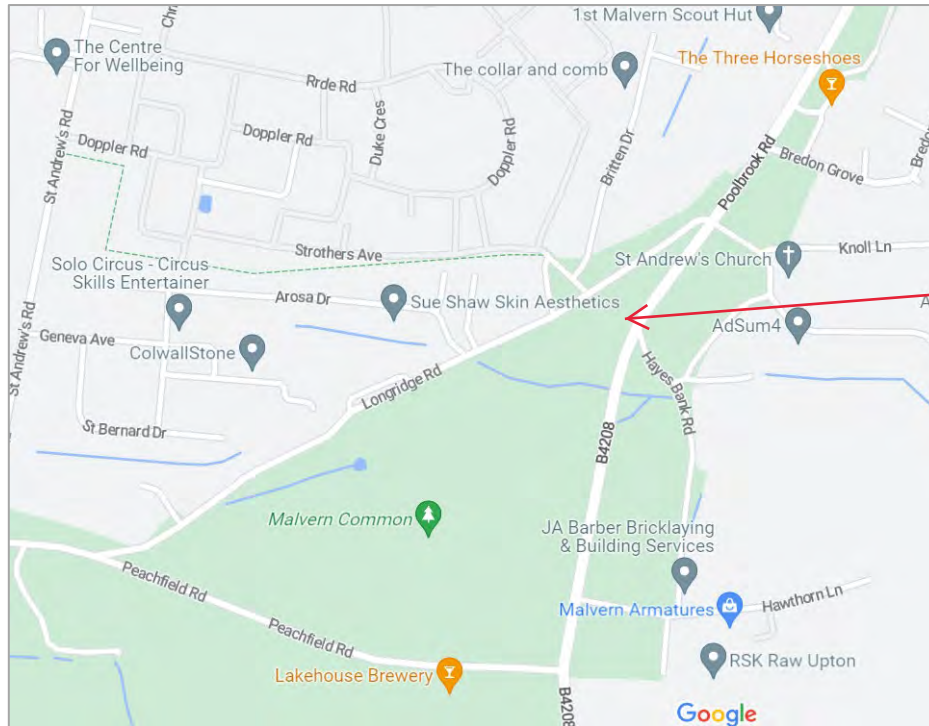 1st Malvern Scout Hut
The Centre
For Wellbeing
The collar and comb
The Three Horseshoes
Chr
Rrde Rd
St Andrew's Rd
Doppler Rd
Duke Cres
Doppler Rd
Britten Dr
Poolbrook Rd
Bredon Grove
Bredo
Strothers Ave
Knoll Ln
St Andrew's Church
Solo Circus - Circus
Skills Entertainer
Arosa Dr
Sue Shaw Skin Aesthetics
A
AdSum4
St Andrew's Rd
Geneva Ave
ColwallStone
Longridge Rd
Hayes Bank Rd
St Bernard Dr
B4208
Malvern Common
JA Barber Bricklaying
& Building Services
Peachfield Rd
Hawthorn Ln
Malvern Armatures
Peachfield Rd
Lakehouse Brewery
RSK Raw Upton
B4208
Google